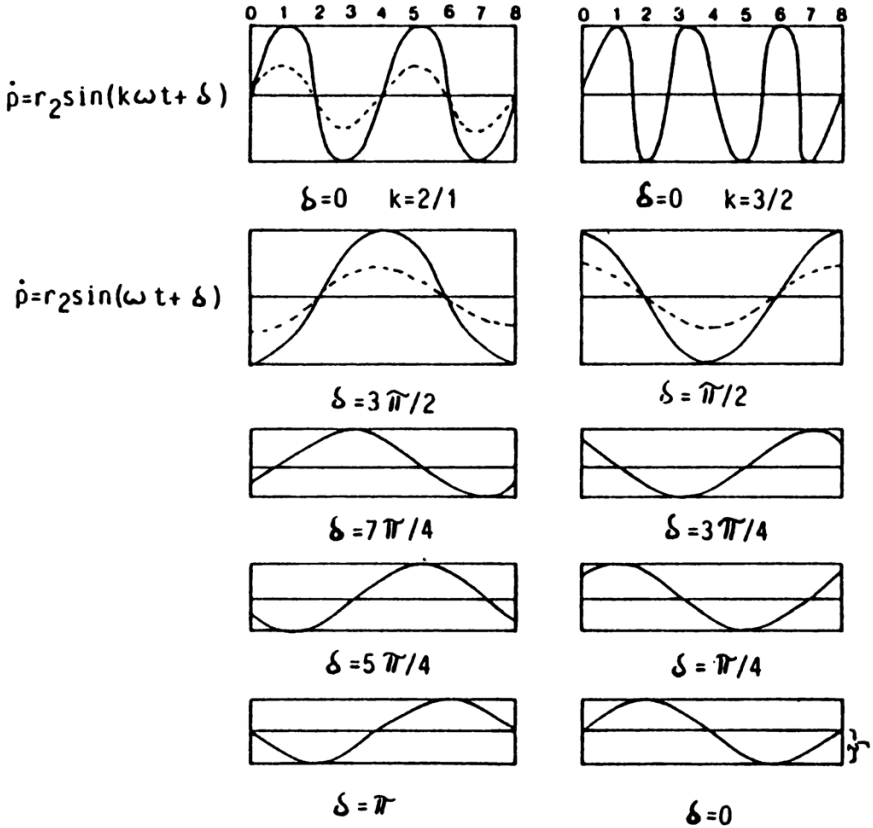 0 1 2 3 4 5 6 7 8
0 1 2 3 4 5 6 7 8
ṗ=r₂sin(kωt+δ)
δ=0 k=2/1
δ=0 k=3/2
ṗ=r₂sin(ωt+δ)
δ=3π/2
δ=π/2
δ=7π/4
δ=3π/4
δ=5π/4
δ=π/4
δ=π
δ=0